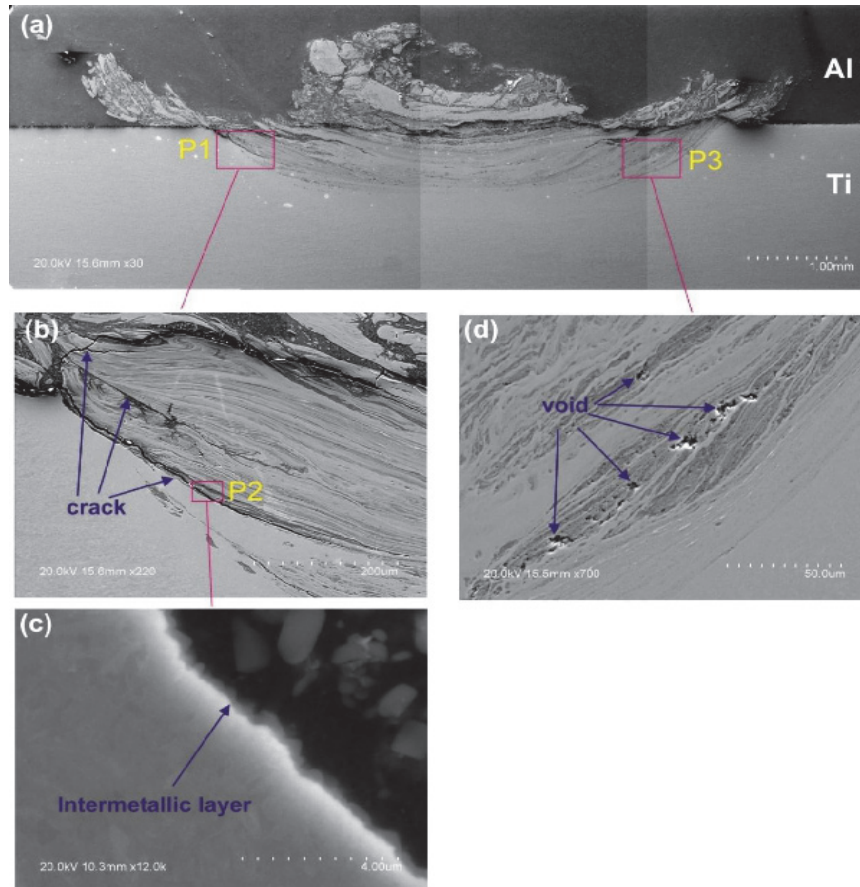 (a)
Al
P1
P3
Ti
20.0kV 15.6mm x30
1.00mm
(b)
crack
P2
20.0kV 15.6mm x220
200um
(d)
void
20.0kV 15.5mm x700
50.0um
(c)
Intermetallic layer
20.0kV 10.3mm x12.0k
4.00um